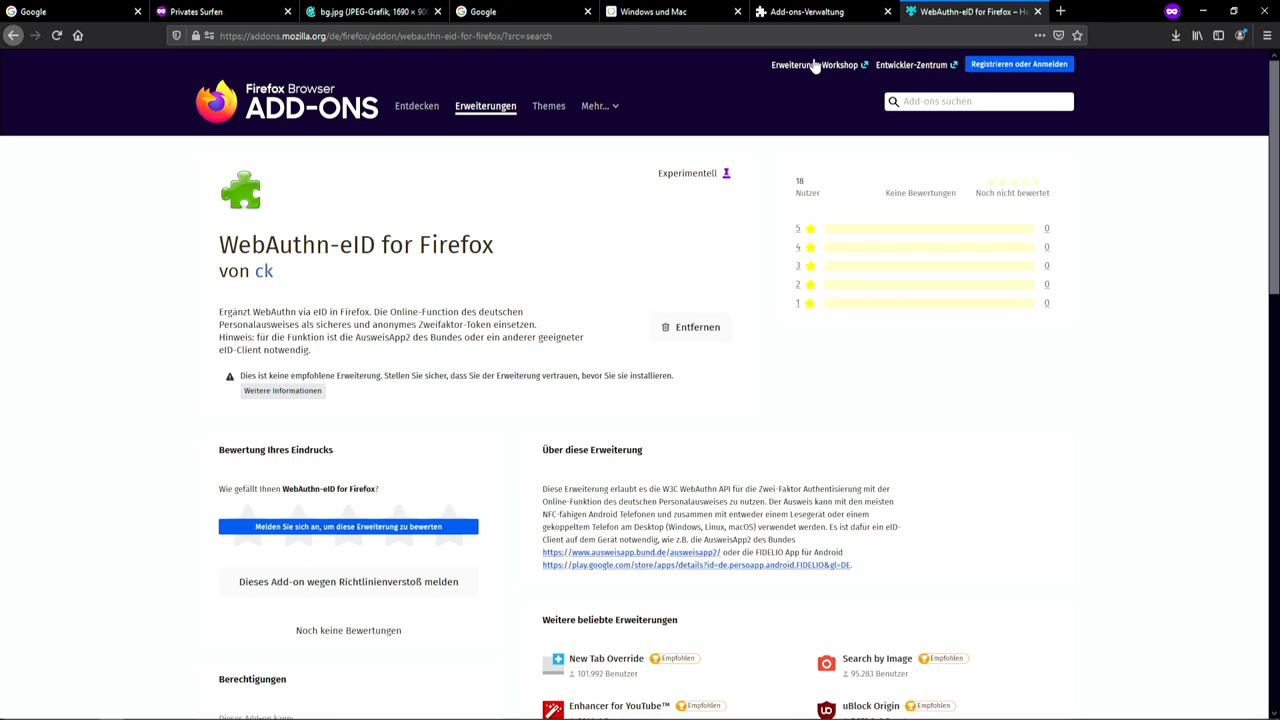 Google
Privates Surfen
bg.jpg (JPEG-Grafik, 1690 × 900
Google
Windows und Mac
Add-ons-Verwaltung
WebAuthn-eID for Firefox – Ho
https://addons.mozilla.org/de/firefox/addon/webauthn-eid-for-firefox/?src=search
Erweiterung Workshop
Entwickler-Zentrum
Registrieren oder Anmelden
Firefox Browser
ADD-ONS
Entdecken
Erweiterungen
Themes
Mehr...
Add-ons suchen
Experimentell
WebAuthn-eID for Firefox
von ck
Ergänzt WebAuthn via eID in Firefox. Die Online-Function des deutschen
Personalausweises als sicheres und anonymes Zweifaktor-Token einsetzen.
Hinweis: für die Funktion ist die AusweisApp2 des Bundes oder ein anderer geeigneter
eID-Client notwendig.
Entfernen
Dies ist keine empfohlene Erweiterung. Stellen Sie sicher, dass Sie der Erweiterung vertrauen, bevor Sie sie installieren.
Weitere Informationen
18
Nutzer
Keine Bewertungen
Noch nicht bewertet
5 0
4 0
3 0
2 0
1 0
Bewertung Ihres Eindrucks
Wie gefällt Ihnen WebAuthn-eID for Firefox?
Melden Sie sich an, um diese Erweiterung zu bewerten
Dieses Add-on wegen Richtlinienverstoß melden
Noch keine Bewertungen
Berechtigungen
Dieses Add-on kann:
Über diese Erweiterung
Diese Erweiterung erlaubt es die W3C WebAuthn API für die Zwei-Faktor Authentisierung mit der
Online-Funktion des deutschen Personalausweises zu nutzen. Der Ausweis kann mit den meisten
NFC-fähigen Android Telefonen und zusammen mit entweder einem Lesegerät oder einem
gekoppeltem Telefon am Desktop (Windows, Linux, macOS) verwendet werden. Es ist dafür ein eID-
Client auf dem Gerät notwendig, wie z.B. die AusweisApp2 des Bundes
https://www.ausweisapp.bund.de/ausweisapp2/ oder die FIDELIO App für Android
https://play.google.com/store/apps/details?id=de.persoapp.android.FIDELIO&gl=DE.
Weitere beliebte Erweiterungen
New Tab Override
Empfohlen
101.992 Benutzer
Search by Image
Empfohlen
95.283 Benutzer
Enhancer for YouTube™
Empfohlen
uBlock Origin
Empfohlen